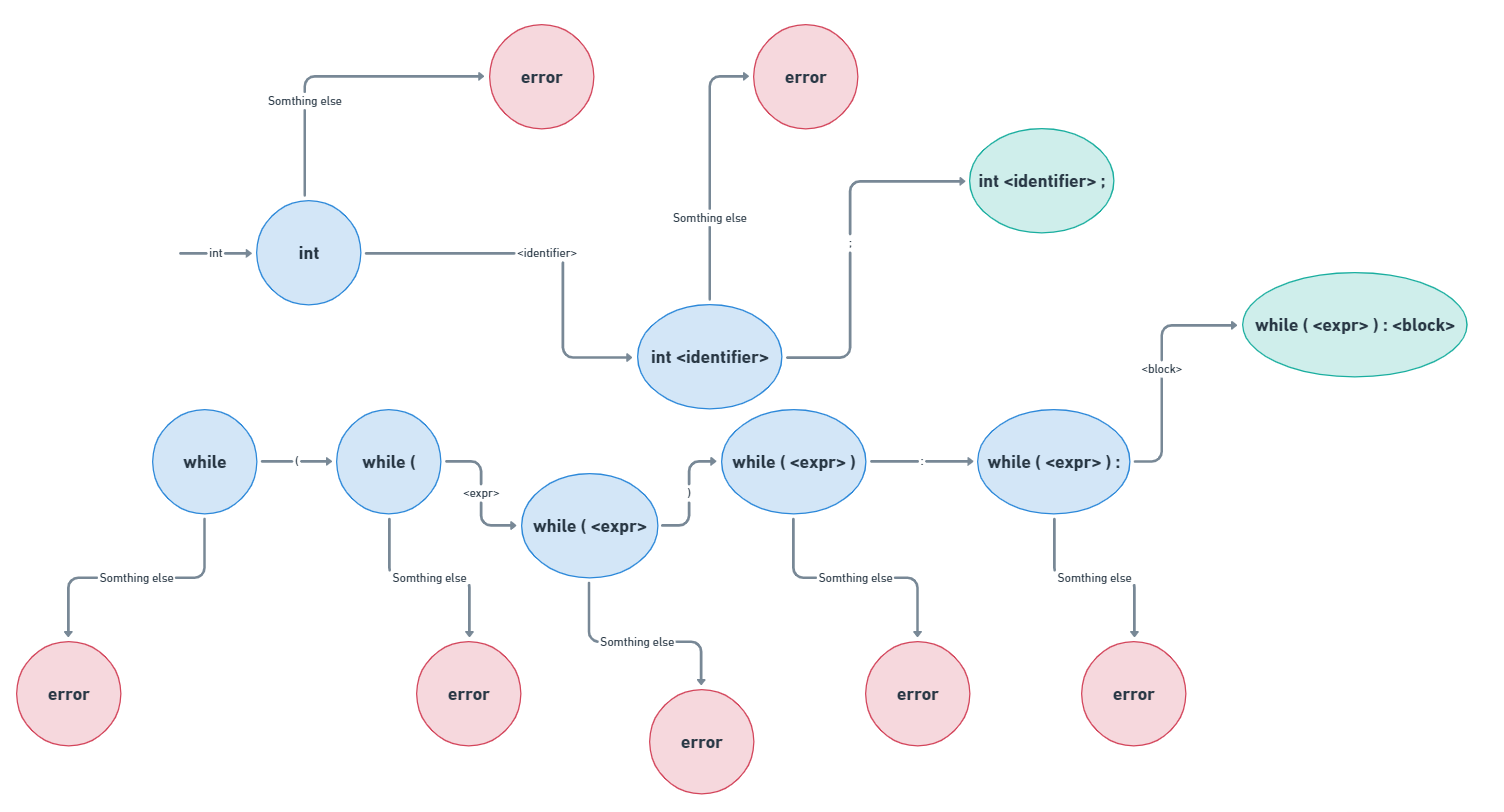 error
error
Somthing else
int <identifier> ;
Somthing else
;
int
int
<identifier>
while ( <expr> ) : <block>
int <identifier>
<block>
while
(
while (
<expr>
while ( <expr>
)
while ( <expr> )
:
while ( <expr> ) :
Somthing else
Somthing else
Somthing else
Somthing else
Somthing else
error
error
error
error
error